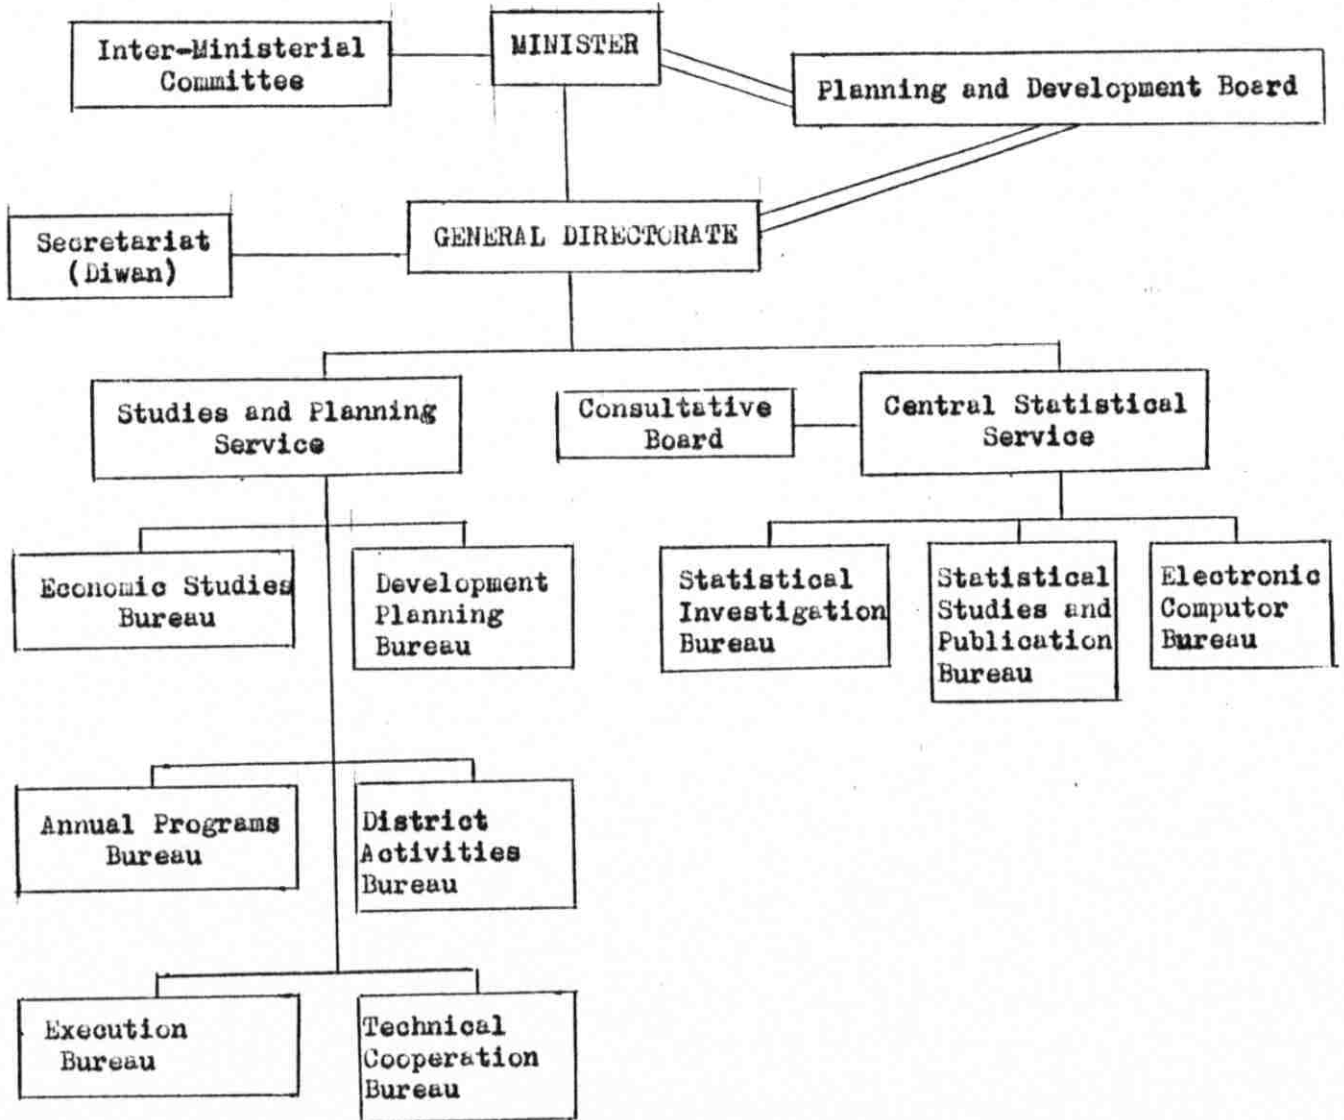 Inter-Ministerial
Committee
MINISTER
Planning and Development Board
Secretariat
(Diwan)
GENERAL DIRECTORATE
Studies and Planning
Service
Consultative
Board
Central Statistical
Service
Economic Studies
Bureau
Development
Planning
Bureau
Statistical
Investigation
Bureau
Statistical
Studies and
Publication
Bureau
Electronic
Computor
Bureau
Annual Programs
Bureau
District
Activities
Bureau
Execution
Bureau
Technical
Cooperation
Bureau